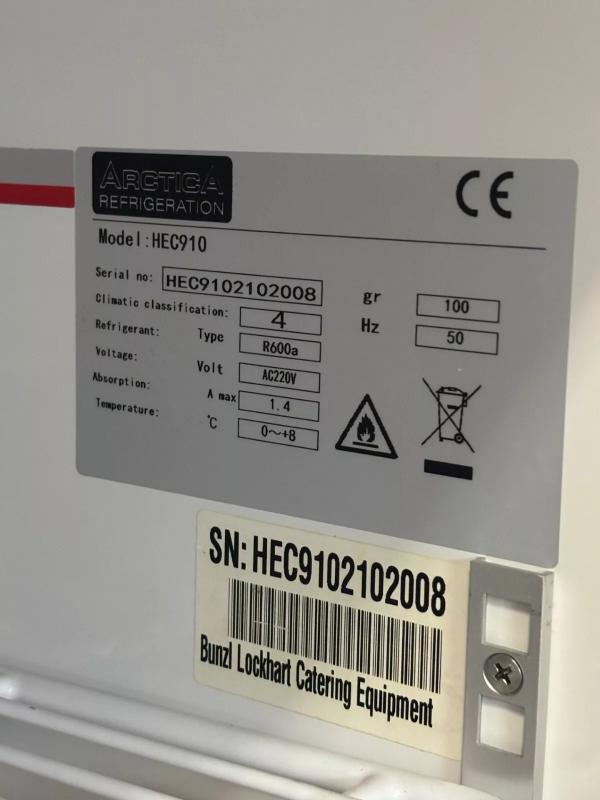 ARCTICA
REFRIGERATION
CE
Model:HEC910
Serial no: HEC9102102008
gr 100
Climatic classification: 4
Hz 50
Refrigerant: Type R600a
Voltage: Volt AC220V
Absorption: A max 1.4
Temperature: ℃ 0~+8
SN: HEC9102102008
Bunzl Lockhart Catering Equipment